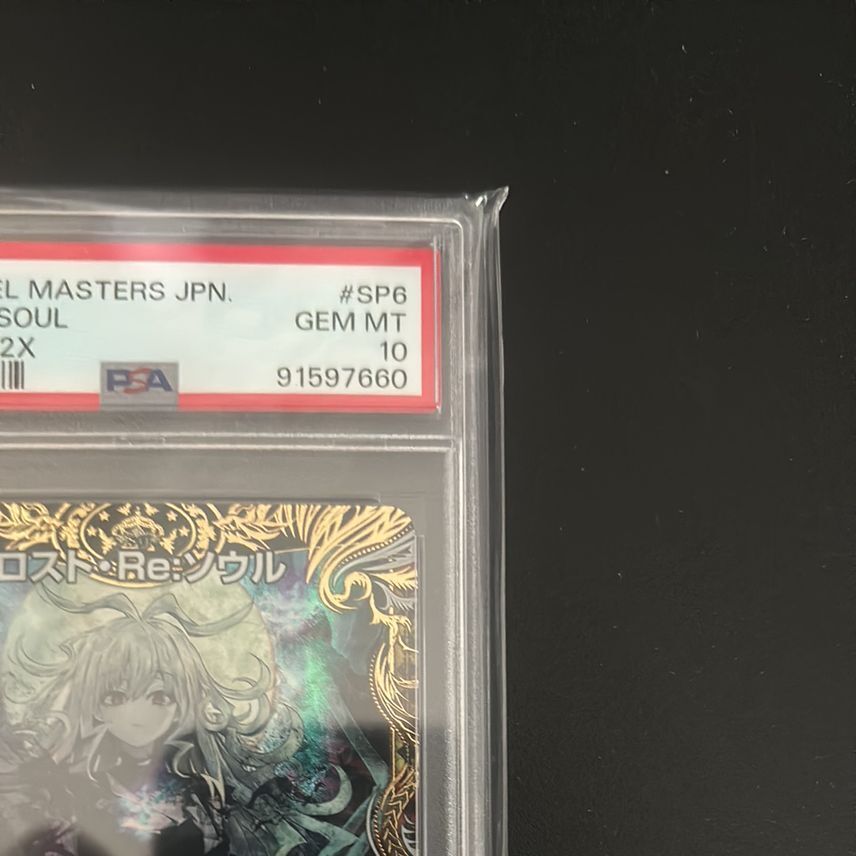 EL MASTERS JPN. #SP6
SOUL GEM MT
2X 10
PSA 91597660
ロスト・Re:ソウル